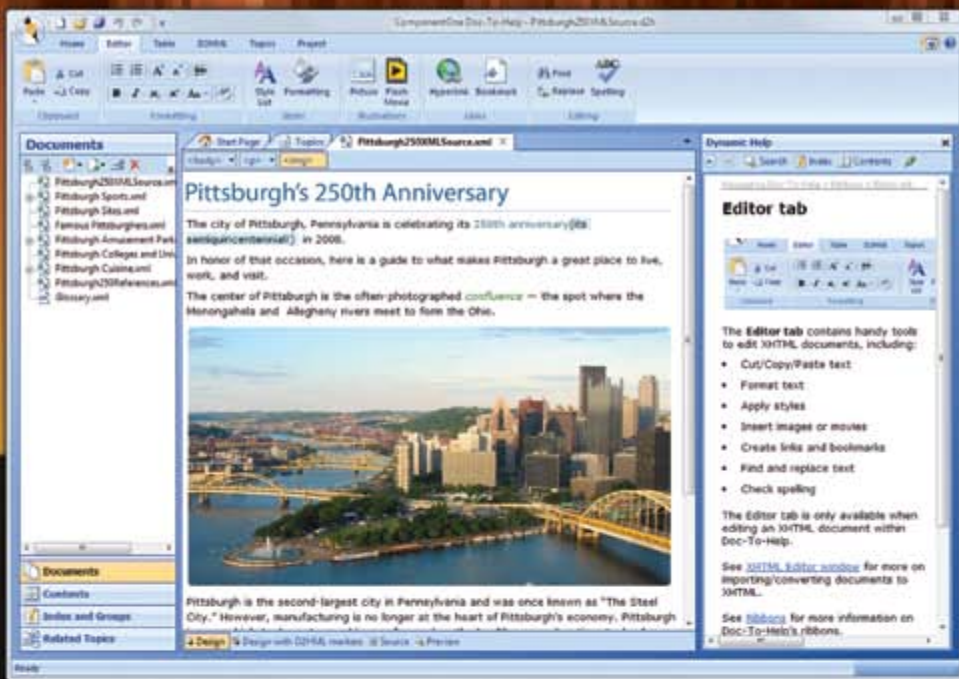 ComponentOne Doc-To-Help - Pittsburgh250XMLSource.d2h
Home Editor Table D2HML Topics Project
Paste Cut Copy
Style List Formatting Picture Flash Movie Hyperlink Bookmark Find Replace ABC Spelling
Clipboard Formatting Styles Illustrations Links Editing
Documents
Pittsburgh250XMLSource.xm
Pittsburgh Sports.xml
Pittsburgh Sites.xml
Famous Pittsburghers.xml
Pittsburgh Amusement Park
Pittsburgh Colleges and Univ
Pittsburgh Cuisine.xml
Pittsburgh250References.xm
Glossary.xml
Documents
Contents
Index and Groups
Related Topics
Ready
Start Page Topics Pittsburgh250XMLSource.xml
<body> <p> <img>
Pittsburgh's 250th Anniversary
The city of Pittsburgh, Pennsylvania is celebrating its 250th anniversary(its
semiquincentennial!) in 2008.
In honor of that occasion, here is a guide to what makes Pittsburgh a great place to live,
work, and visit.
The center of Pittsburgh is the often-photographed confluence — the spot where the
Monongahela and Allegheny rivers meet to form the Ohio.
Pittsburgh is the second-largest city in Pennsylvania and was once known as "The Steel
City." However, manufacturing is no longer at the heart of Pittsburgh's economy. Pittsburgh
Design Design with D2HML markers Source Preview
Dynamic Help
Search Index Contents
Editor tab
Home Editor Table D2HML Topics
Paste Cut Copy Style List
Clipboard Formatting
The Editor tab contains handy tools
to edit XHTML documents, including:
• Cut/Copy/Paste text
• Format text
• Apply styles
• Insert images or movies
• Create links and bookmarks
• Find and replace text
• Check spelling
The Editor tab is only available when
editing an XHTML document within
Doc-To-Help.
See XHTML Editor window for more on
importing/converting documents to
XHTML.
See Ribbons for more information on
Doc-To-Help's ribbons.